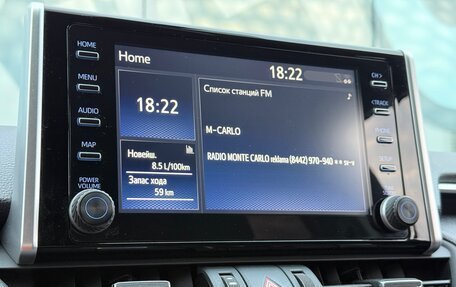 HOME
MENU
AUDIO
MAP
POWER
VOLUME
Home
18:22
18:22
Новейш.
8.5 L/100km
Запас хода
59 km
Список станций FM
M-CARLO
RADIO MONTE CARLO reklama (8442) 970-940
CH>
<TRACK
PHONE
SETUP